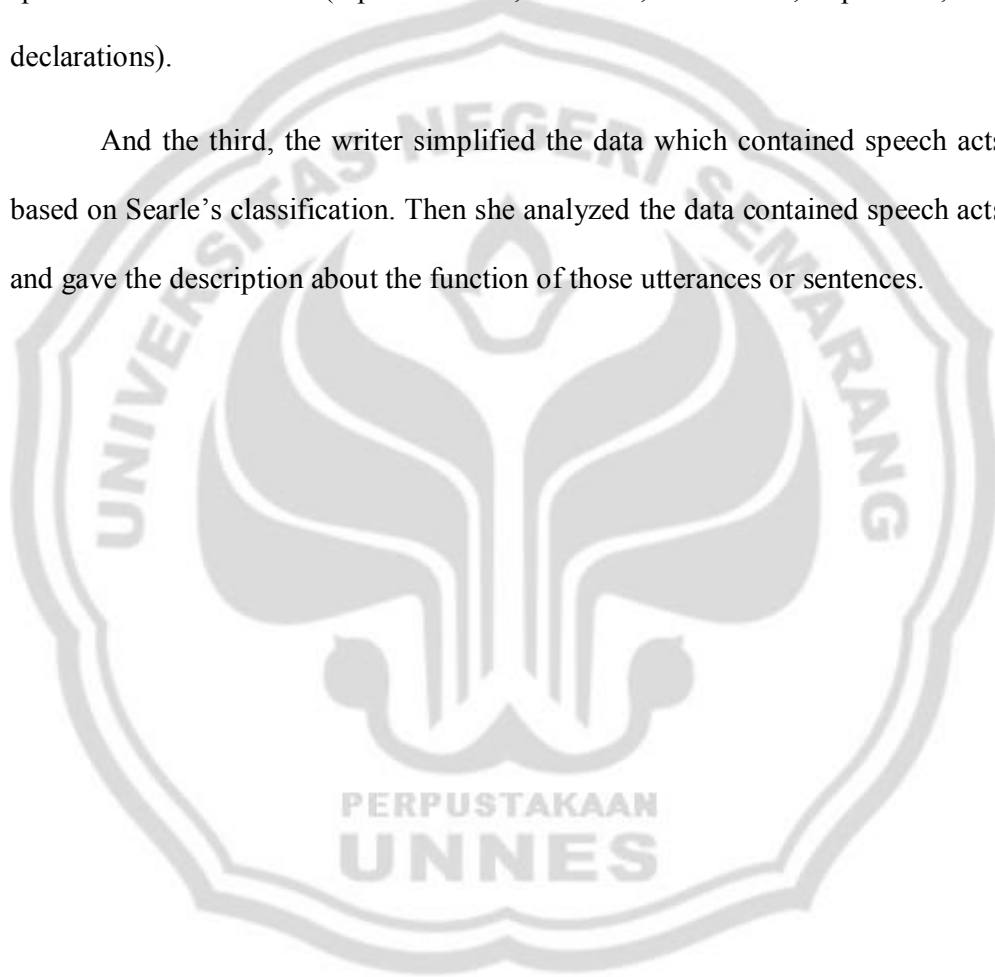 declarations).
And the third, the writer simplified the data which contained speech acts
based on Searle’s classification. Then she analyzed the data contained speech acts
and gave the description about the function of those utterances or sentences.
UNIVERSITAS NEGERI SEMARANG
PERPUSTAKAAN
UNNES